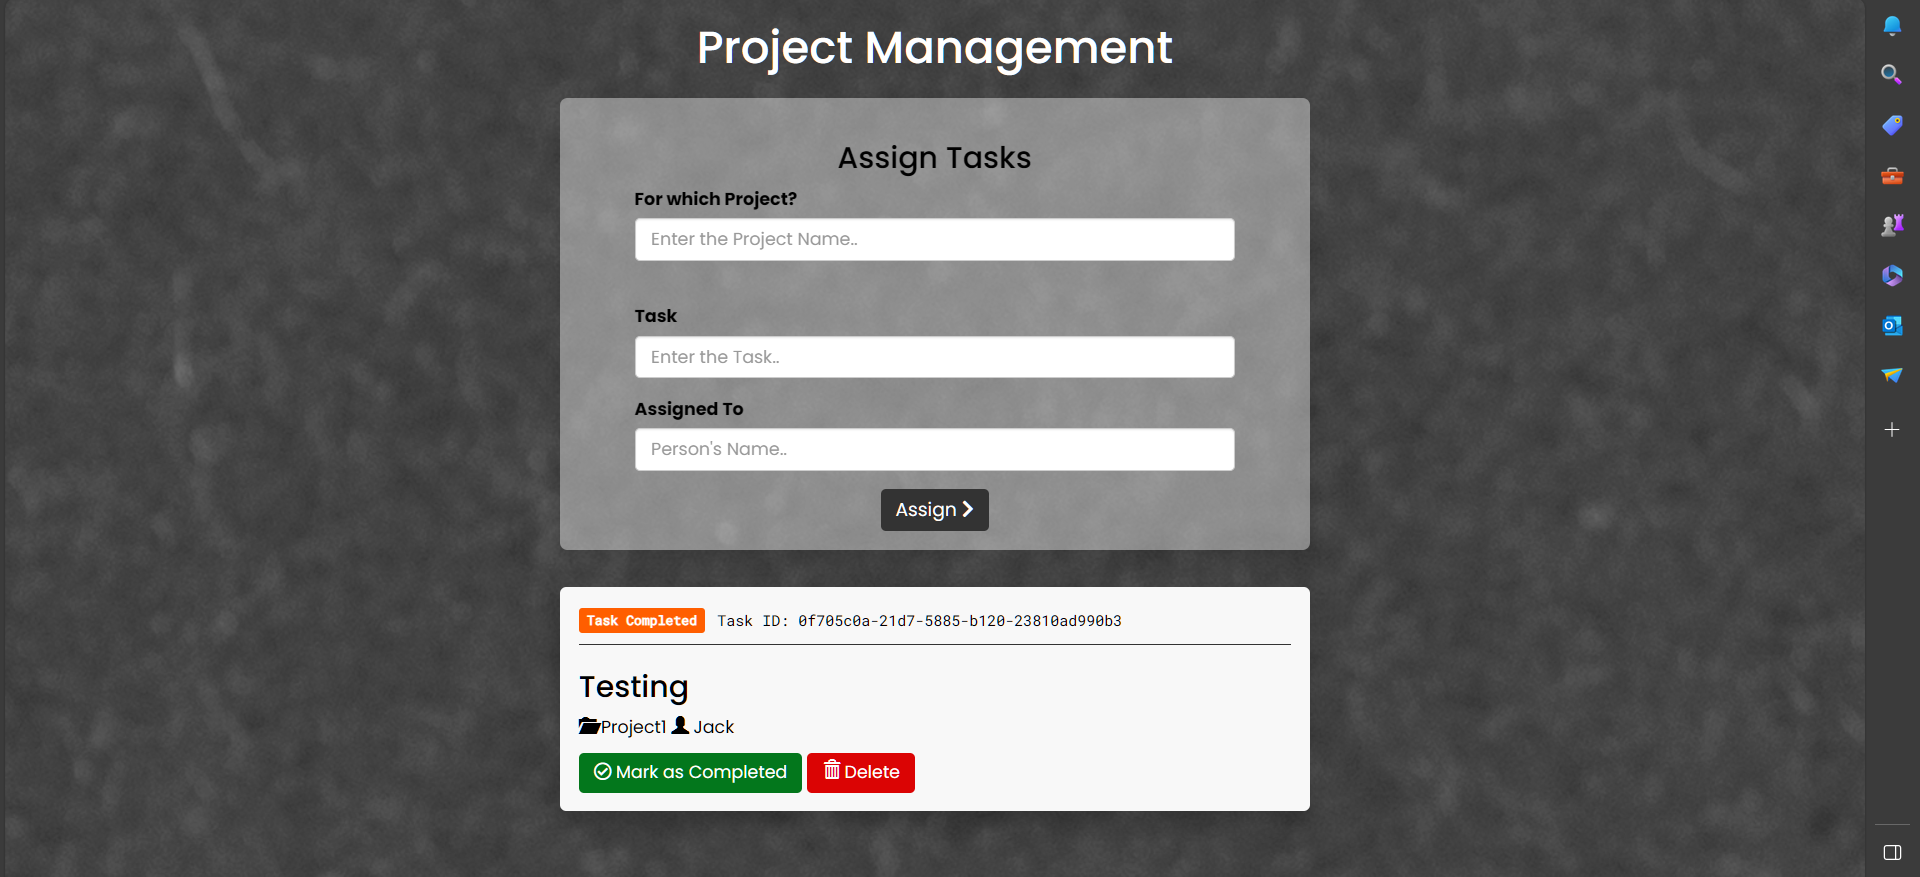 Project Management
Assign Tasks
For which Project?
Enter the Project Name..
Task
Enter the Task..
Assigned To
Person's Name..
Assign
Task Completed Task ID: 0f705c0a-21d7-5885-b120-23810ad990b3
Testing
Project1 Jack
Mark as Completed Delete